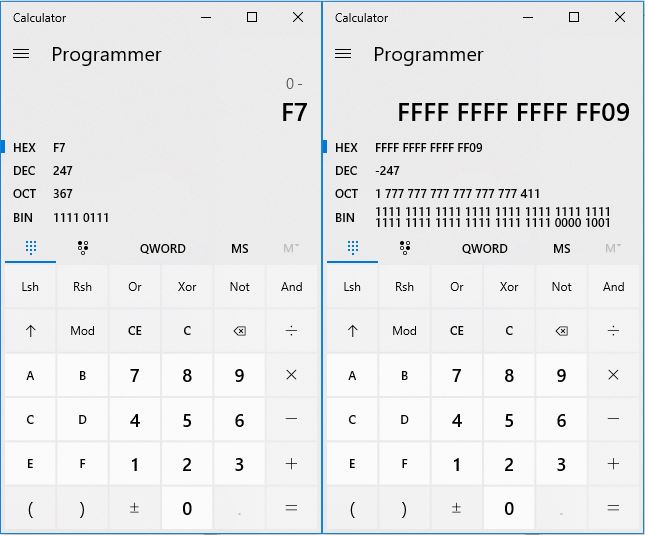 Calculator
Programmer
0 -
F7
HEX F7
DEC 247
OCT 367
BIN 1111 0111
QWORD MS M˅
Lsh Rsh Or Xor Not And
↑ Mod CE C ⌫ ÷
A B 7 8 9 ×
C D 4 5 6 −
E F 1 2 3 +
( ) ± 0 . =
Calculator
Programmer
FFFF FFFF FFFF FF09
HEX FFFF FFFF FFFF FF09
DEC -247
OCT 1 777 777 777 777 777 777 411
BIN 1111 1111 1111 1111 1111 1111 1111 1111
1111 1111 1111 1111 1111 1111 0000 1001
QWORD MS M˅
Lsh Rsh Or Xor Not And
↑ Mod CE C ⌫ ÷
A B 7 8 9 ×
C D 4 5 6 −
E F 1 2 3 +
( ) ± 0 . =